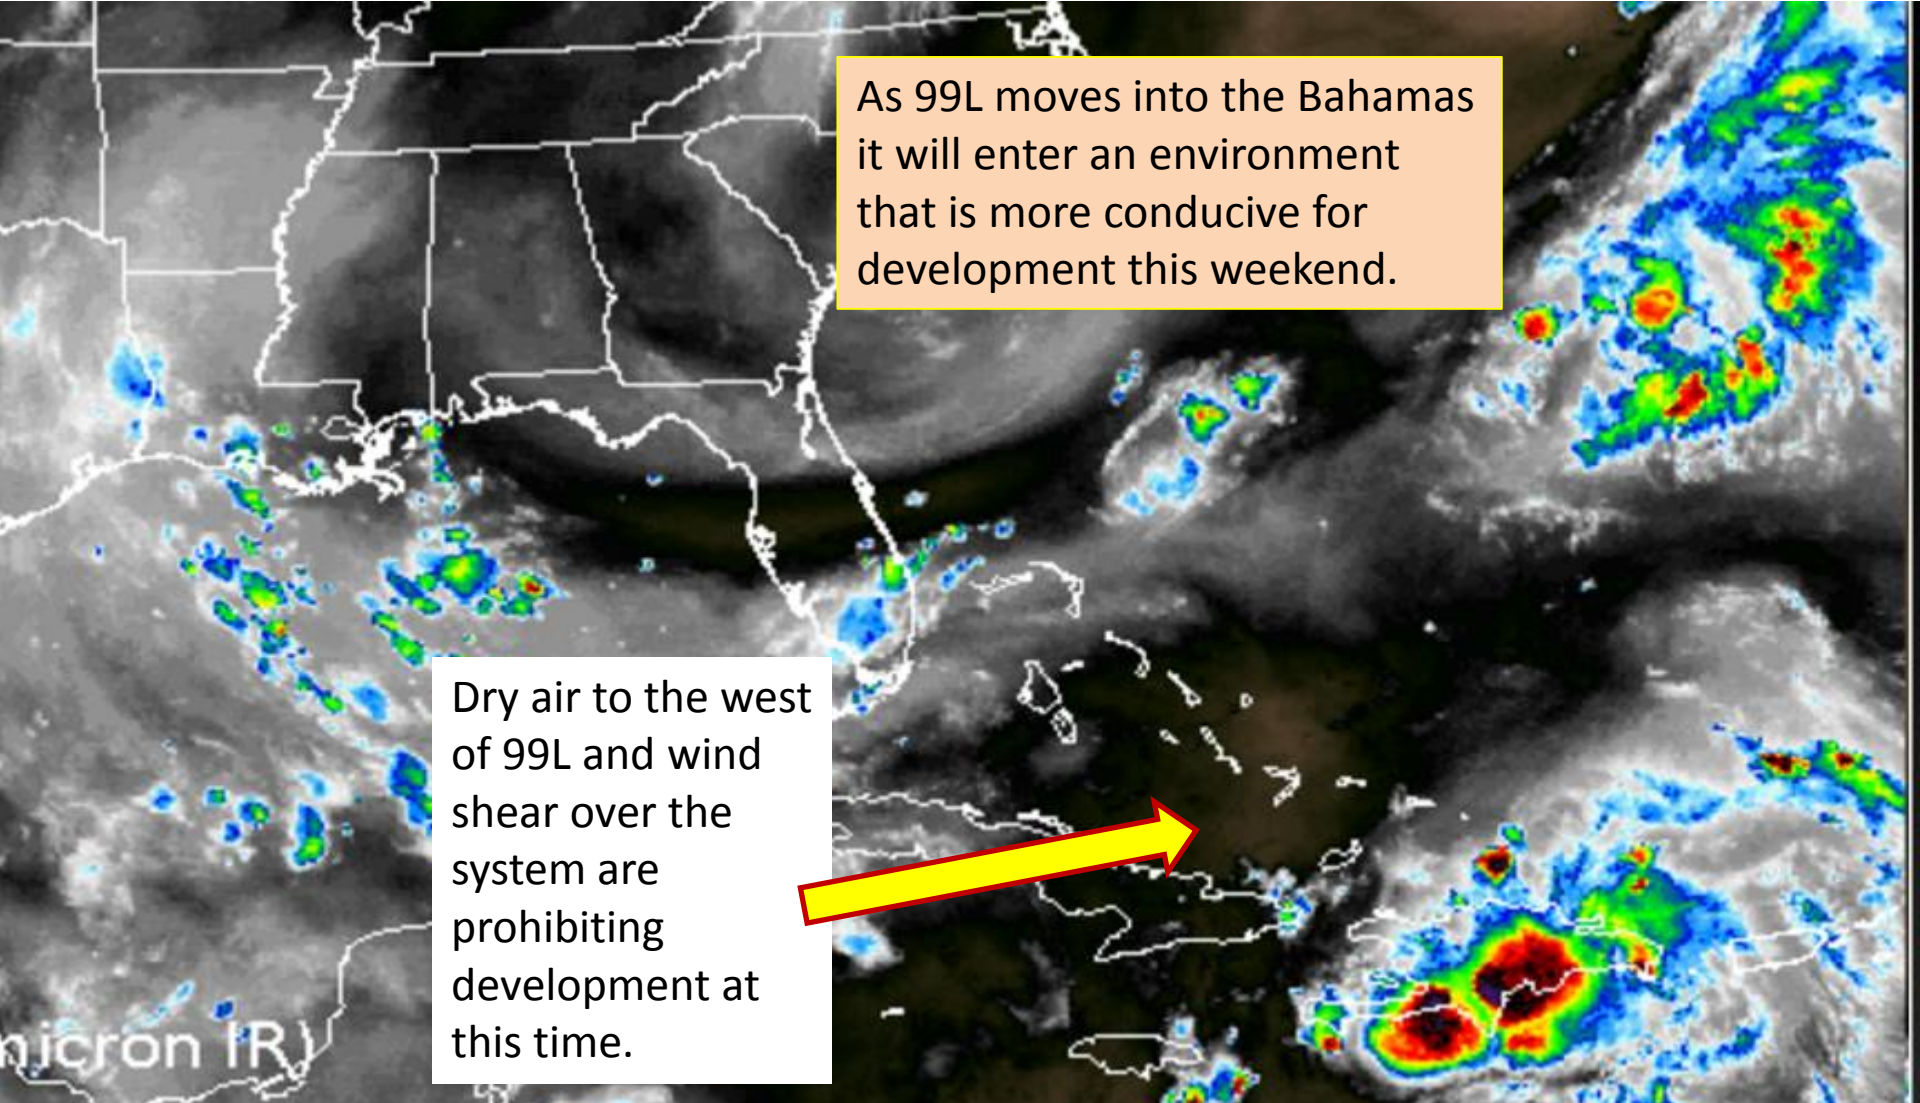 As 99L moves into the Bahamas
it will enter an environment
that is more conducive for
development this weekend.
Dry air to the west
of 99L and wind
shear over the
system are
prohibiting
development at
this time.
micron IR)